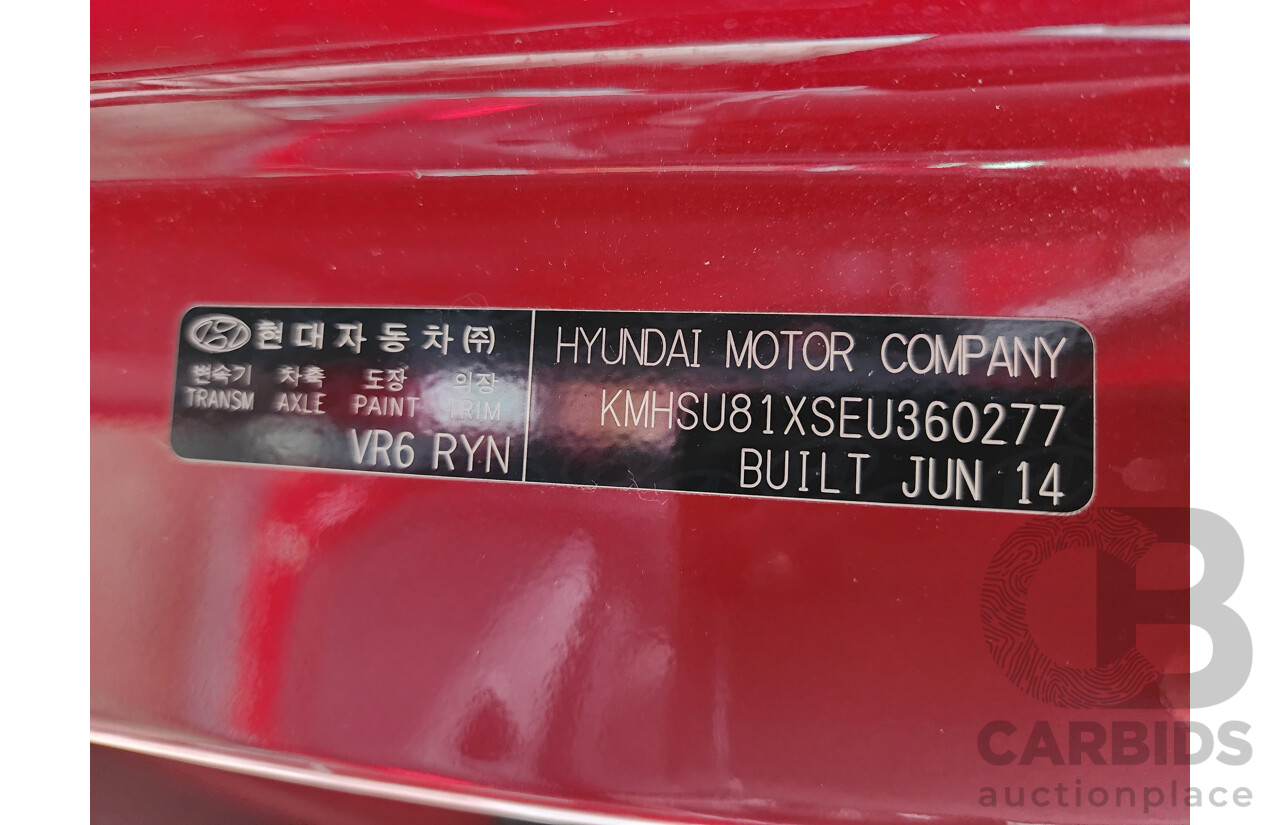 현대자동차(주)
변속기 차축 도장 의장
TRANSM AXLE PAINT TRIM
VR6 RYN
HYUNDAI MOTOR COMPANY
KMHSU81XSEU360277
BUILT JUN 14
CB
CARBIDS
auctionplace